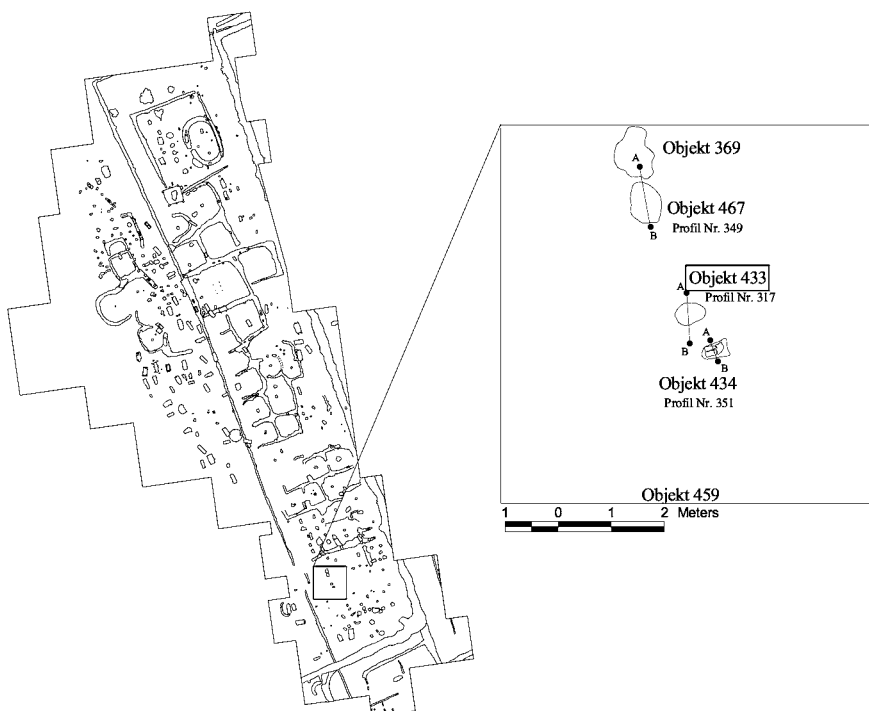 A
Objekt 369
Objekt 467
Profil Nr. 349
B
Objekt 433
A
Profil Nr. 317
A
B
B
Objekt 434
Profil Nr. 351
Objekt 459
1 0 1 2 Meters